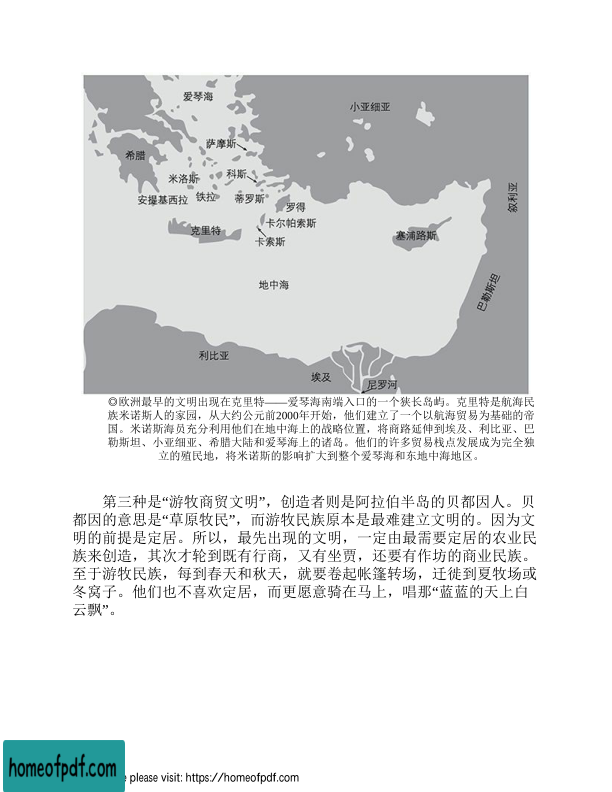 爱琴海
小亚细亚
萨摩斯
希腊
科斯
米洛斯
叙利亚
安撮基西拉
铁拉
蒂罗斯
罗得
卡尔帕索斯
克里特
塞浦路斯
卡索斯
地中海
巴勒斯坦
利比亚
埃及
尼罗河
◎欧洲最早的文明出现在克里特——爱琴海南端入口的一个狭长岛屿。克里特是航海民
族米诺斯人的家园，从大约公元前2000年开始，他们建立了一个以航海贸易为基础的帝
国。米诺斯海员充分利用他们在地中海上的战略位置，将商路延伸到埃及、利比亚、巴
勒斯坦、小亚细亚、希腊大陆和爱琴海上的诸岛。他们的许多贸易栈点发展成为完全独
立的殖民地，将米诺斯的影响扩大到整个爱琴海和东地中海地区。
第三种是“游牧商贸文明”，创造者则是阿拉伯半岛的贝都因人。贝
都因的意思是“草原牧民”，而游牧民族原本是最难建立文明的。因为文
明的前提是定居。所以，最先出现的文明，一定由最需要定居的农业民
族来创造，其次才轮到既有行商，又有坐贾，还要有作坊的商业民族。
至于游牧民族，每到春天和秋天，就要卷起帐篷转场，迁徙到夏牧场或
冬窝子。他们也不喜欢定居，而更愿意骑在马上，唱那“蓝蓝的天上白
云飘”。
homeofpdf.com
please visit: https://homeofpdf.com